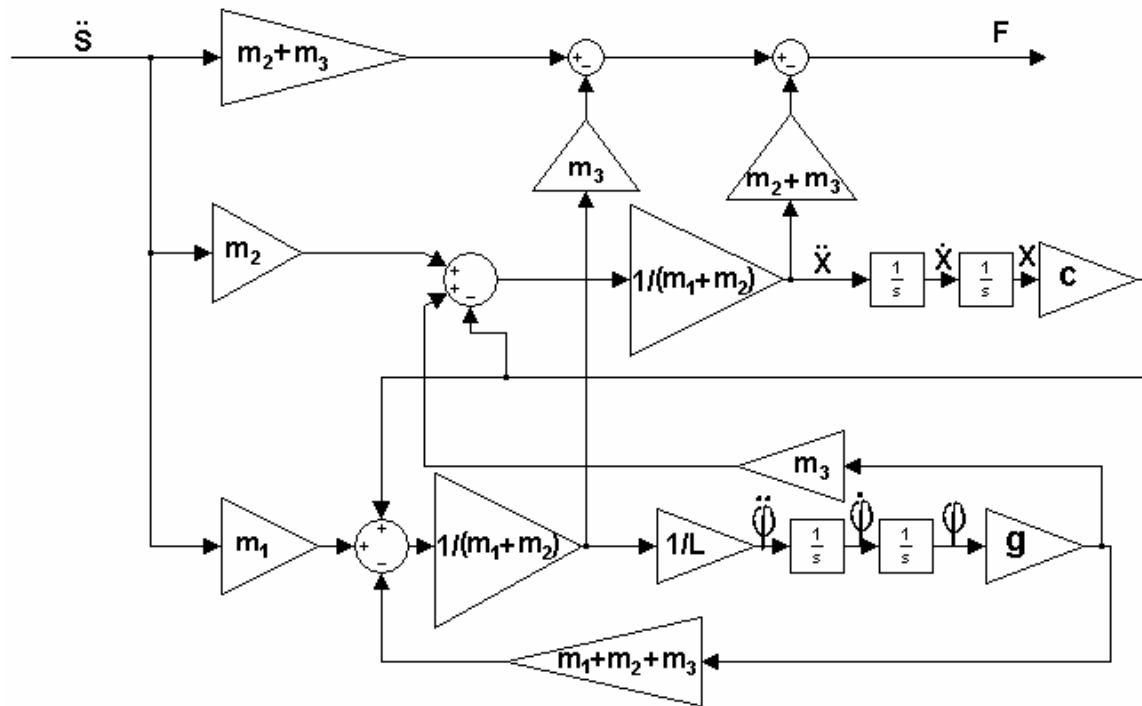 S̈ m₂+m₃ + − + − F
m₃ m₂+m₃
m₂ + + − 1/(m₁+m₂) Ẍ 1/s Ẋ 1/s X c
m₃
m₁ + + − 1/(m₁+m₂) 1/L φ̈ 1/s φ̇ 1/s φ g
m₁+m₂+m₃